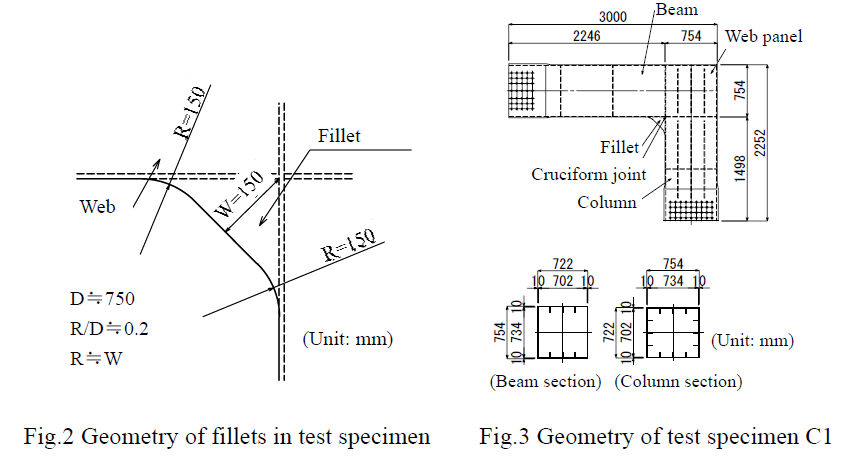 R=150
Fillet
W=150
Web
R=150
D≒750
R/D≒0.2
R≒W
(Unit: mm)
Fig.2 Geometry of fillets in test specimen
Beam
3000
2246 754 Web panel
754
2252
Fillet
1498
Cruciform joint
Column
722 754
10 702 10 10 734 10
754 10 734 10 722 10 702 10
(Unit: mm)
(Beam section) (Column section)
Fig.3 Geometry of test specimen C1